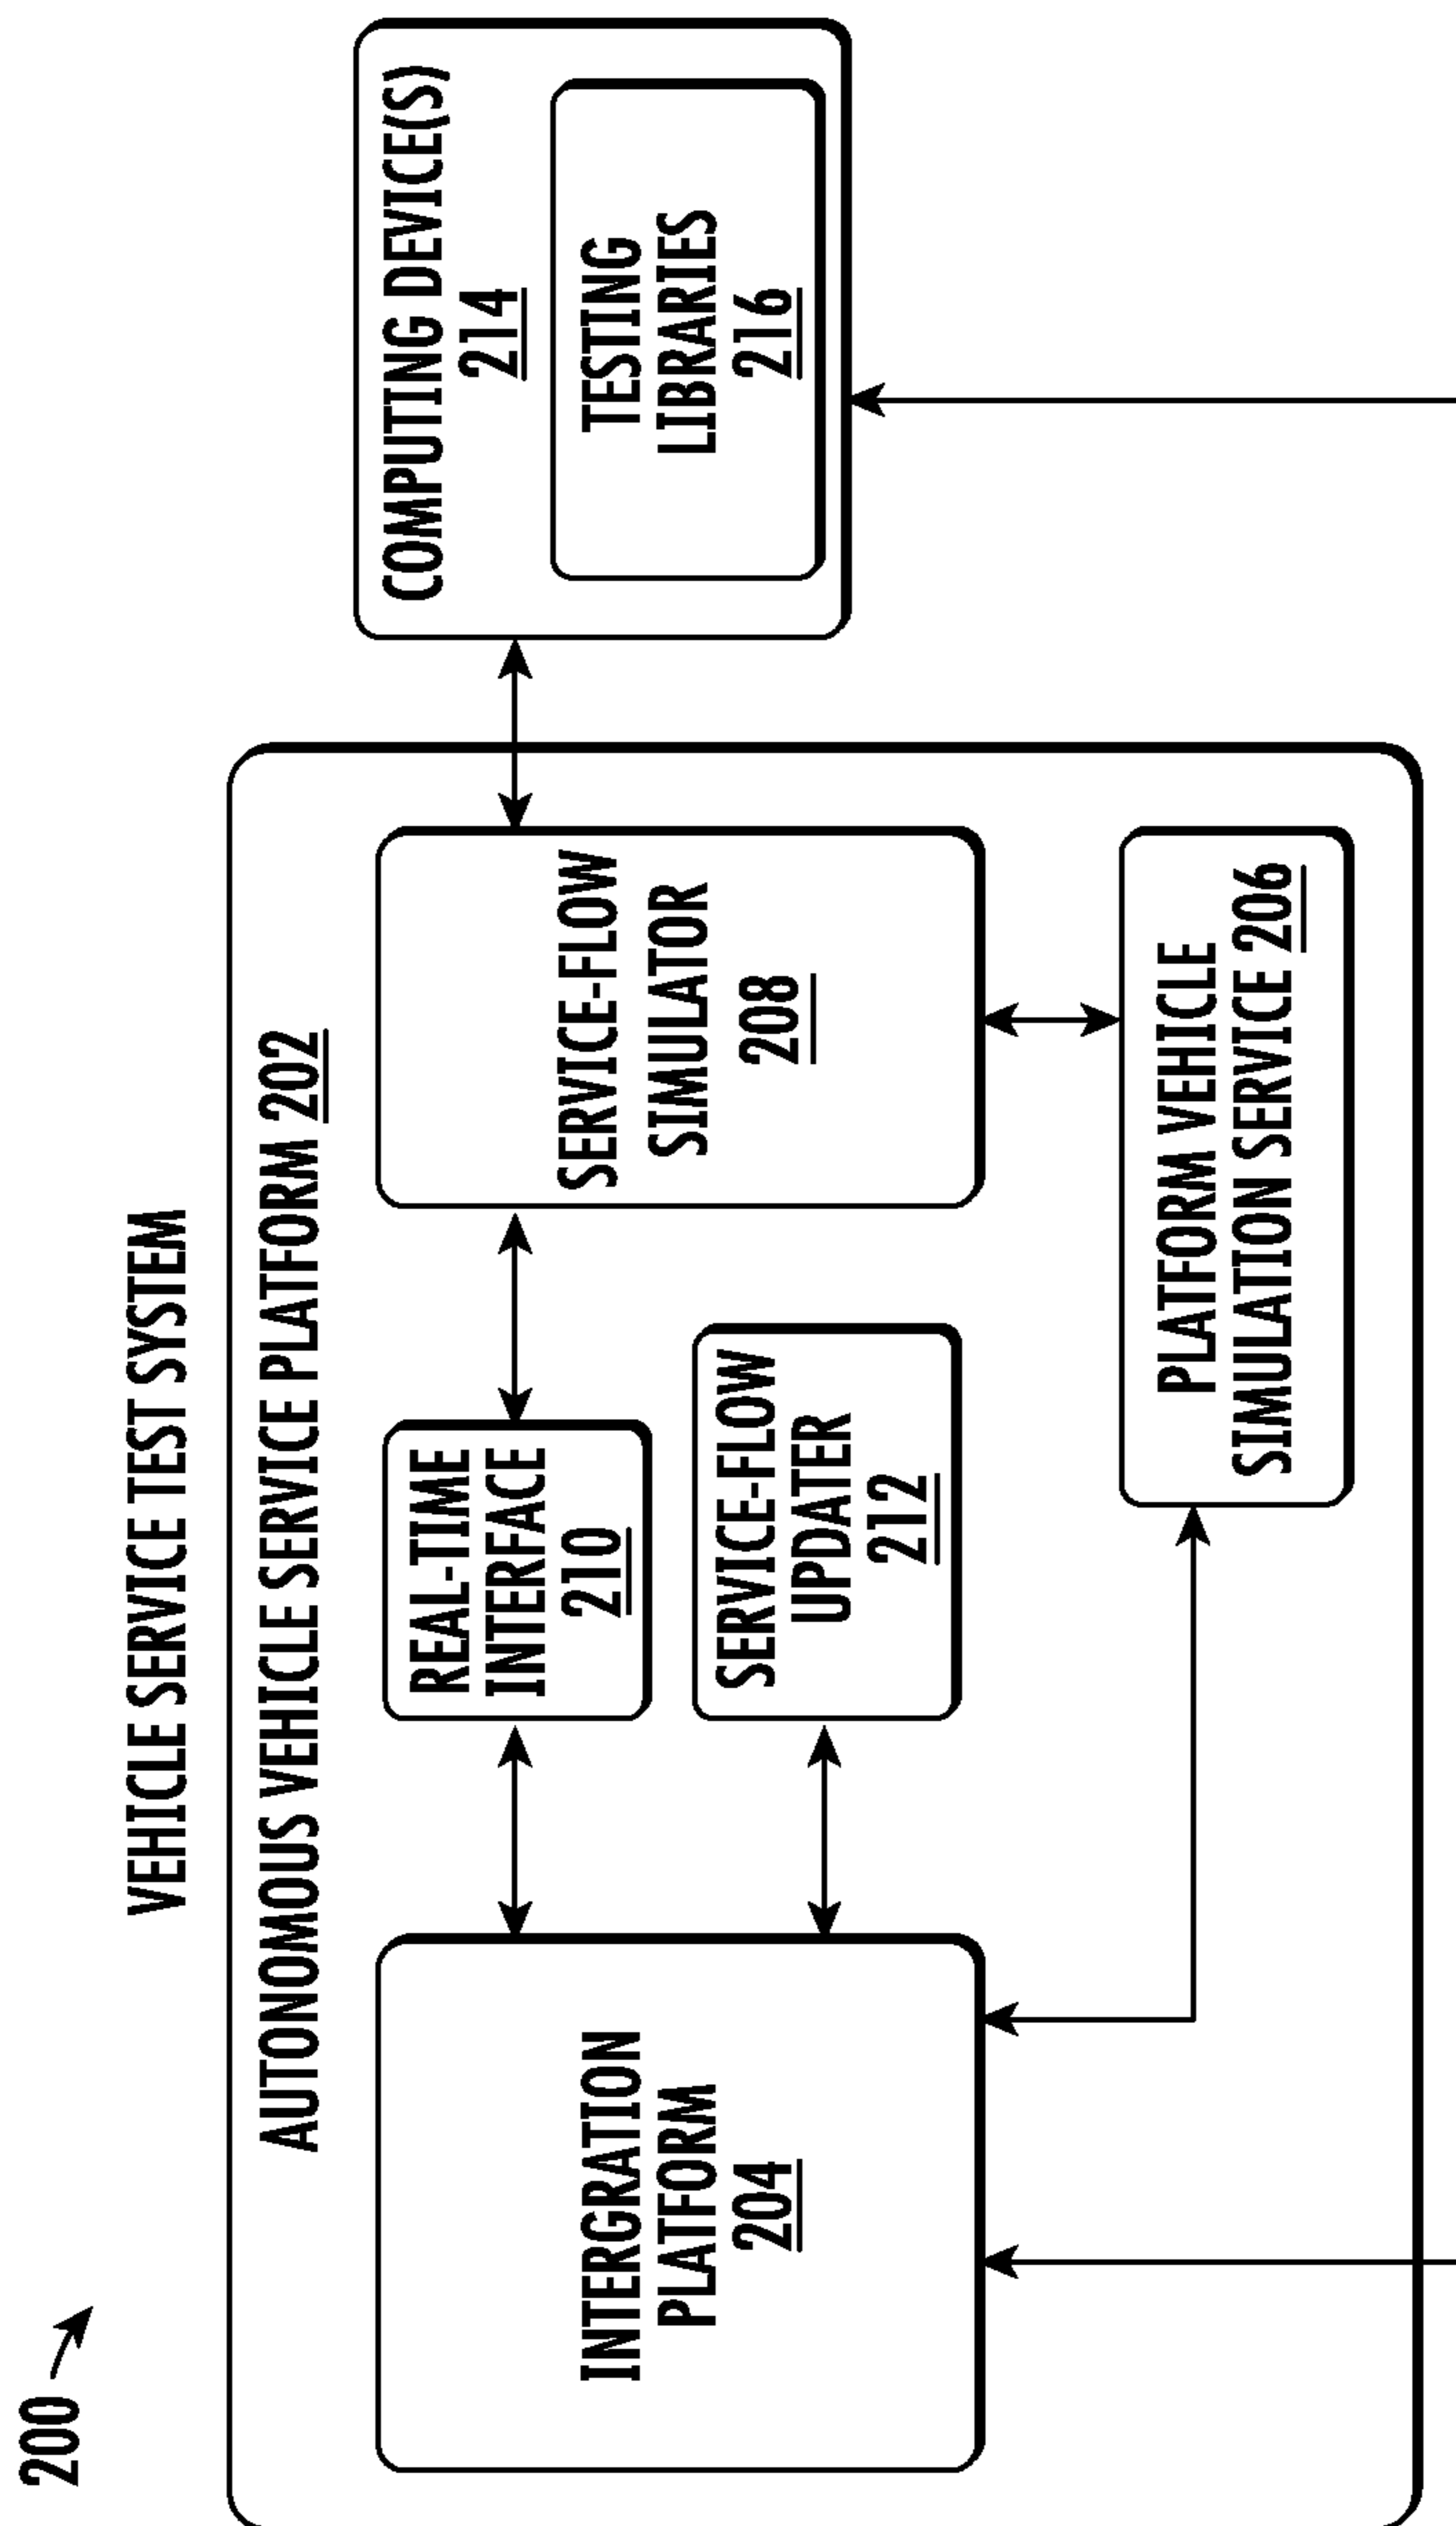 200
VEHICLE SERVICE TEST SYSTEM
AUTONOMOUS VEHICLE SERVICE PLATFORM 202
INTERGRATION
PLATFORM
204
REAL-TIME
INTERFACE
210
SERVICE-FLOW
UPDATER
212
SERVICE-FLOW
SIMULATOR
208
PLATFORM VEHICLE
SIMULATION SERVICE 206
COMPUTING DEVICE(S)
214
TESTING
LIBRARIES
216